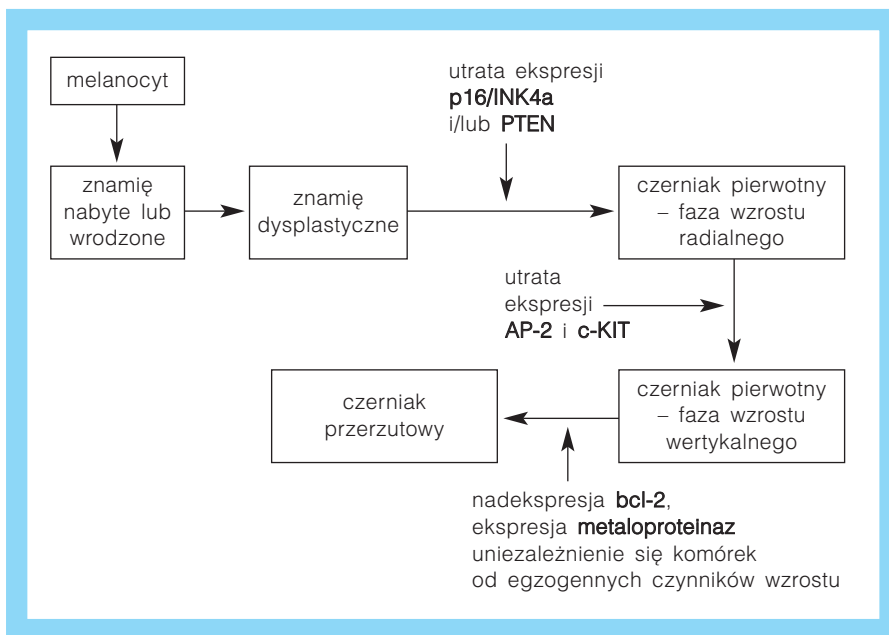 melanocyt
utrata ekspresji
p16/INK4a
i/lub PTEN
znamię
nabyte lub
wrodzone
znamię
dysplastyczne
czerniak pierwotny
– faza wzrostu
radialnego
utrata
ekspresji
AP-2 i c-KIT
czerniak
przerzutowy
czerniak pierwotny
– faza wzrostu
wertykalnego
nadekspresja bcl-2,
ekspresja metaloproteinaz
uniezależnienie się komórek
od egzogennych czynników wzrostu